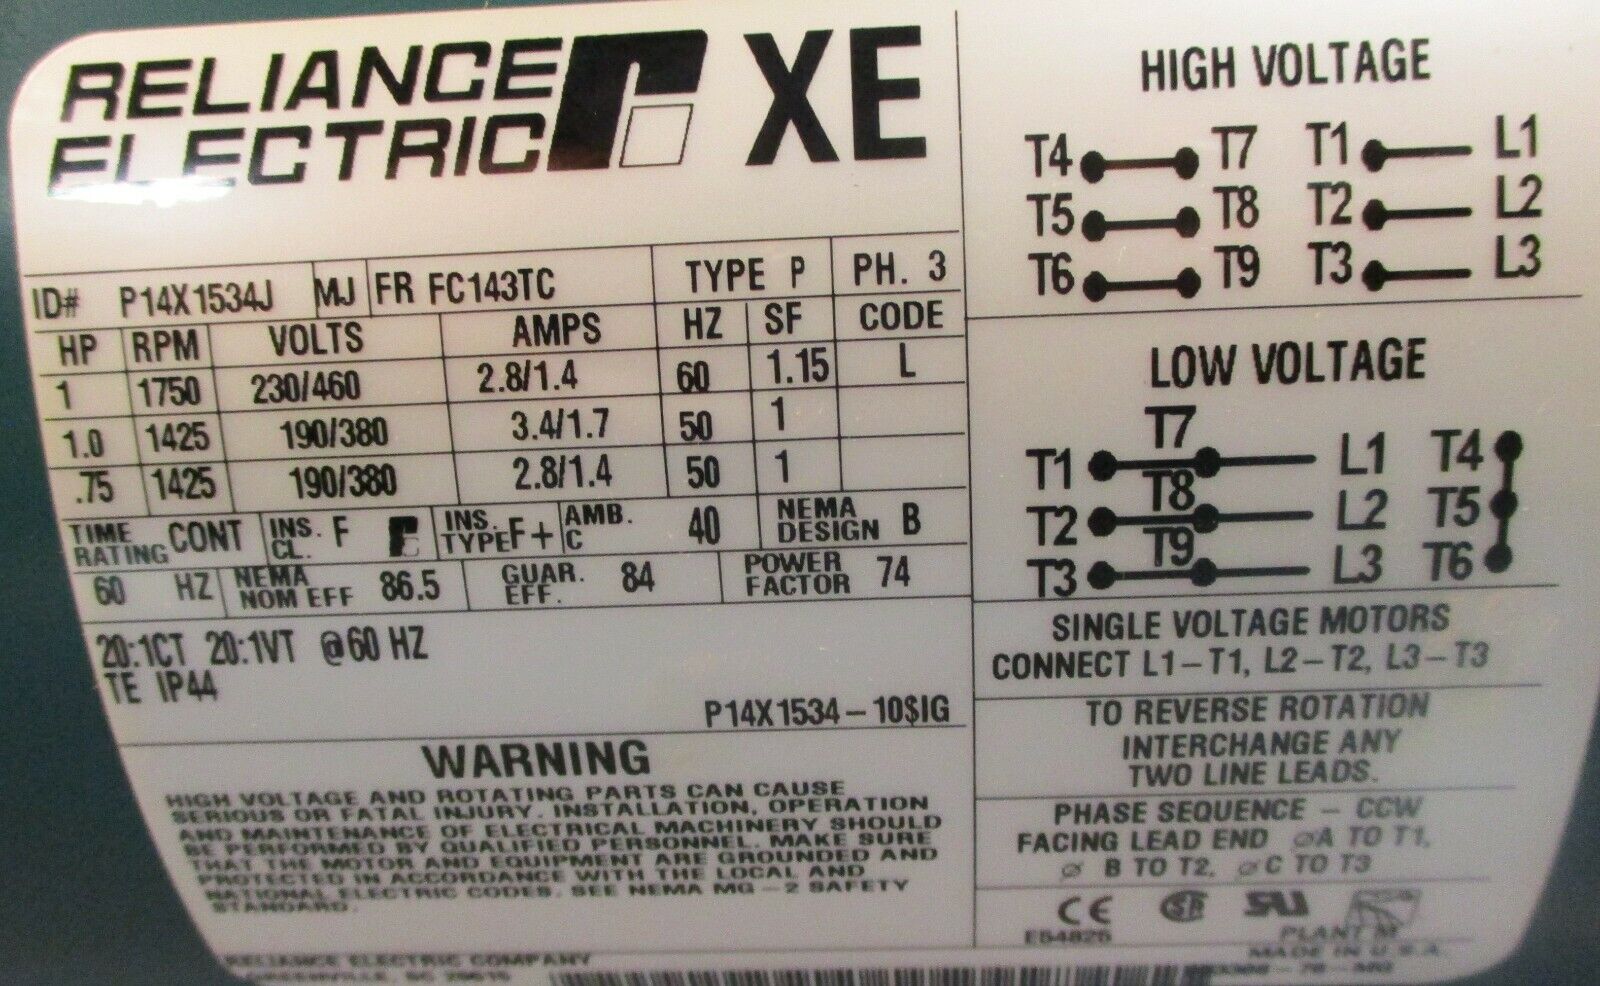 RELIANCE
ELECTRIC
XE
ID# P14X1534J MJ FR FC143TC TYPE P PH. 3
HP RPM VOLTS AMPS HZ SF CODE
1 1750 230/460 2.8/1.4 60 1.15 L
1.0 1425 190/380 3.4/1.7 50 1
.75 1425 190/380 2.8/1.4 50 1
TIME RATING CONT INS. CL. F INS. TYPE F+ AMB. C 40 NEMA DESIGN B
60 HZ NEMA NOM EFF 86.5 GUAR. EFF. 84 POWER FACTOR 74
20:1CT 20:1VT @60 HZ
TE IP44
P14X1534-10$IG
WARNING
HIGH VOLTAGE AND ROTATING PARTS CAN CAUSE
SERIOUS OR FATAL INJURY. INSTALLATION, OPERATION
AND MAINTENANCE OF ELECTRICAL MACHINERY SHOULD
BE PERFORMED BY QUALIFIED PERSONNEL. MAKE SURE
THAT THE MOTOR AND EQUIPMENT ARE GROUNDED AND
PROTECTED IN ACCORDANCE WITH THE LOCAL AND
NATIONAL ELECTRIC CODES. SEE NEMA MG-2 SAFETY
STANDARD.
RELIANCE ELECTRIC COMPANY
GREENVILLE, SC 29615
HIGH VOLTAGE
T4 T7 T1 L1
T5 T8 T2 L2
T6 T9 T3 L3
LOW VOLTAGE
T7
T1 L1 T4
T8
T2 L2 T5
T9
T3 L3 T6
SINGLE VOLTAGE MOTORS
CONNECT L1-T1, L2-T2, L3-T3
TO REVERSE ROTATION
INTERCHANGE ANY
TWO LINE LEADS.
PHASE SEQUENCE - CCW
FACING LEAD END ØA TO T1,
Ø B TO T2, ØC TO T3
CE
E54825
PLANT M
MADE IN U.S.A.